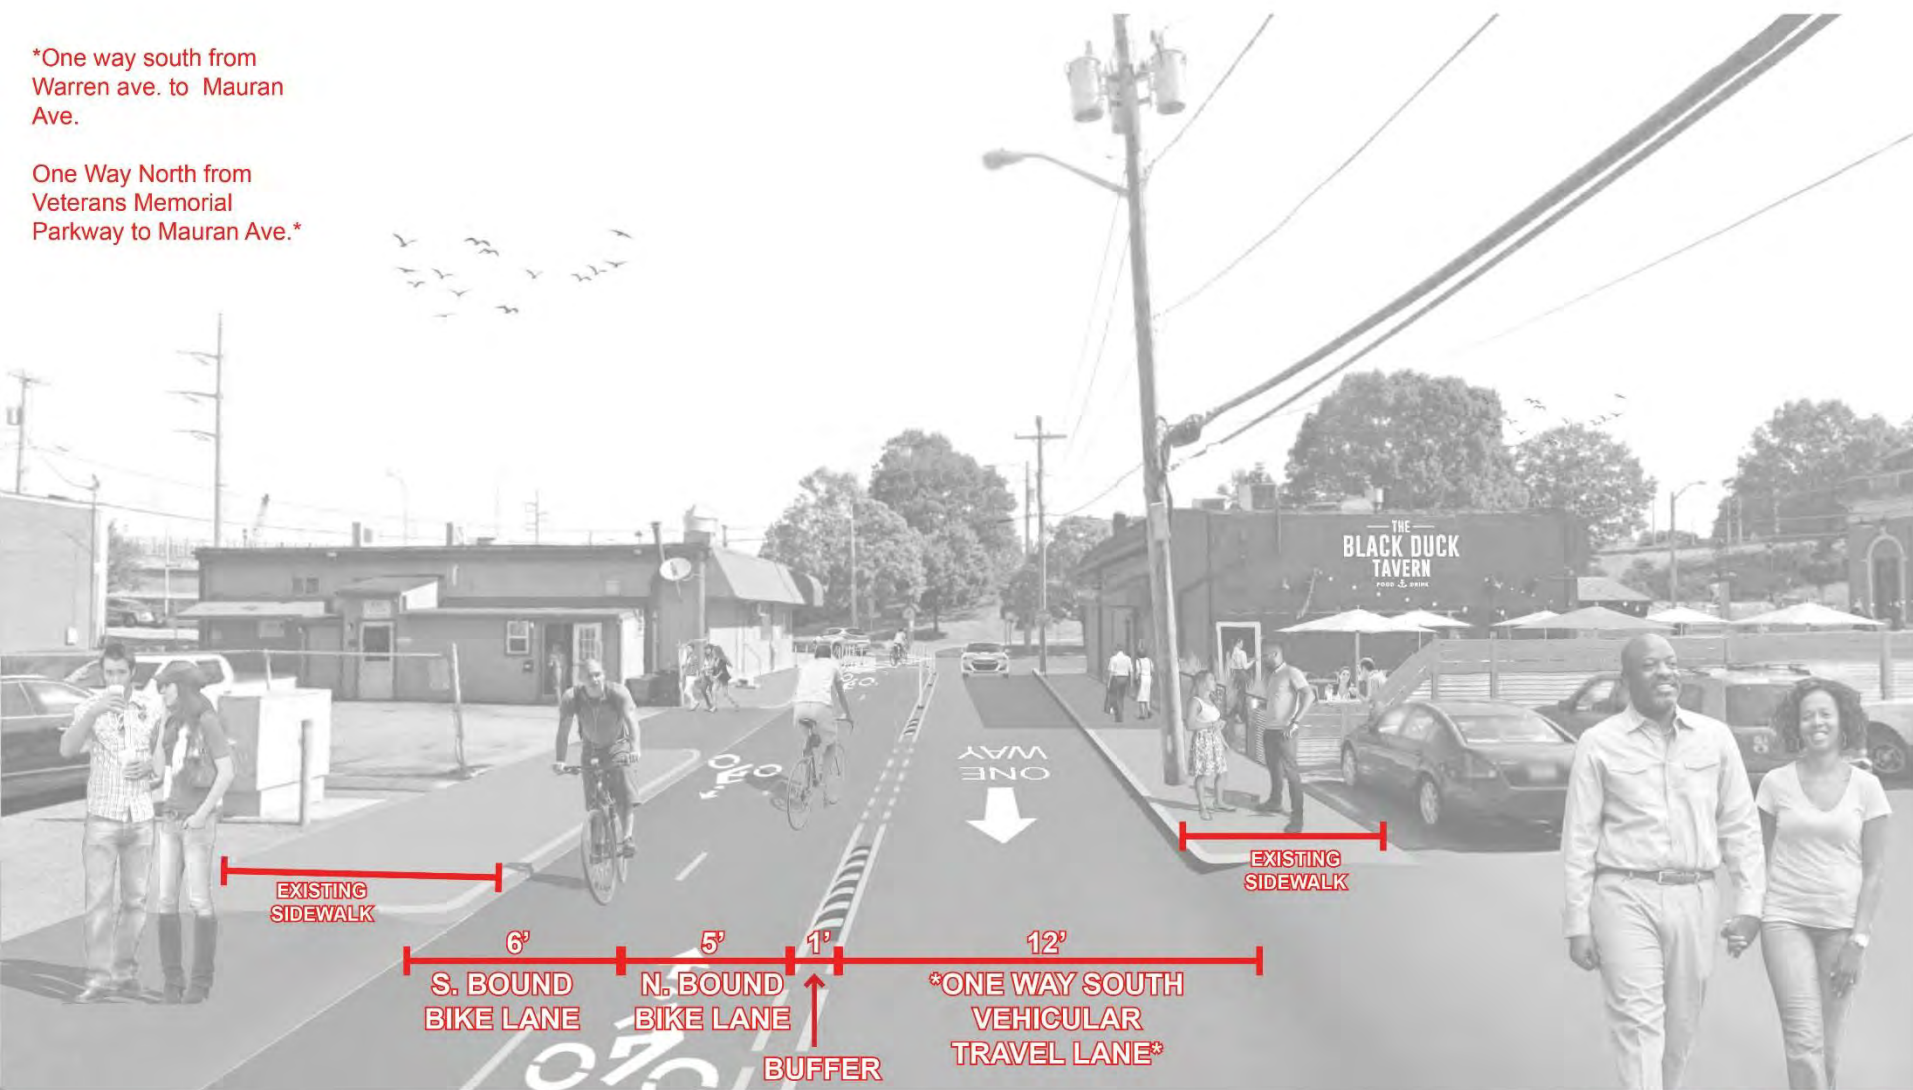 *One way south from
Warren ave. to Mauran
Ave.
One Way North from
Veterans Memorial
Parkway to Mauran Ave.*
THE
BLACK DUCK
TAVERN
FOOD DRINK
WAY
ONE
EXISTING
SIDEWALK
EXISTING
SIDEWALK
6’ 5’ 1’ 12’
S. BOUND
BIKE LANE
N. BOUND
BIKE LANE
BUFFER
*ONE WAY SOUTH
VEHICULAR
TRAVEL LANE*